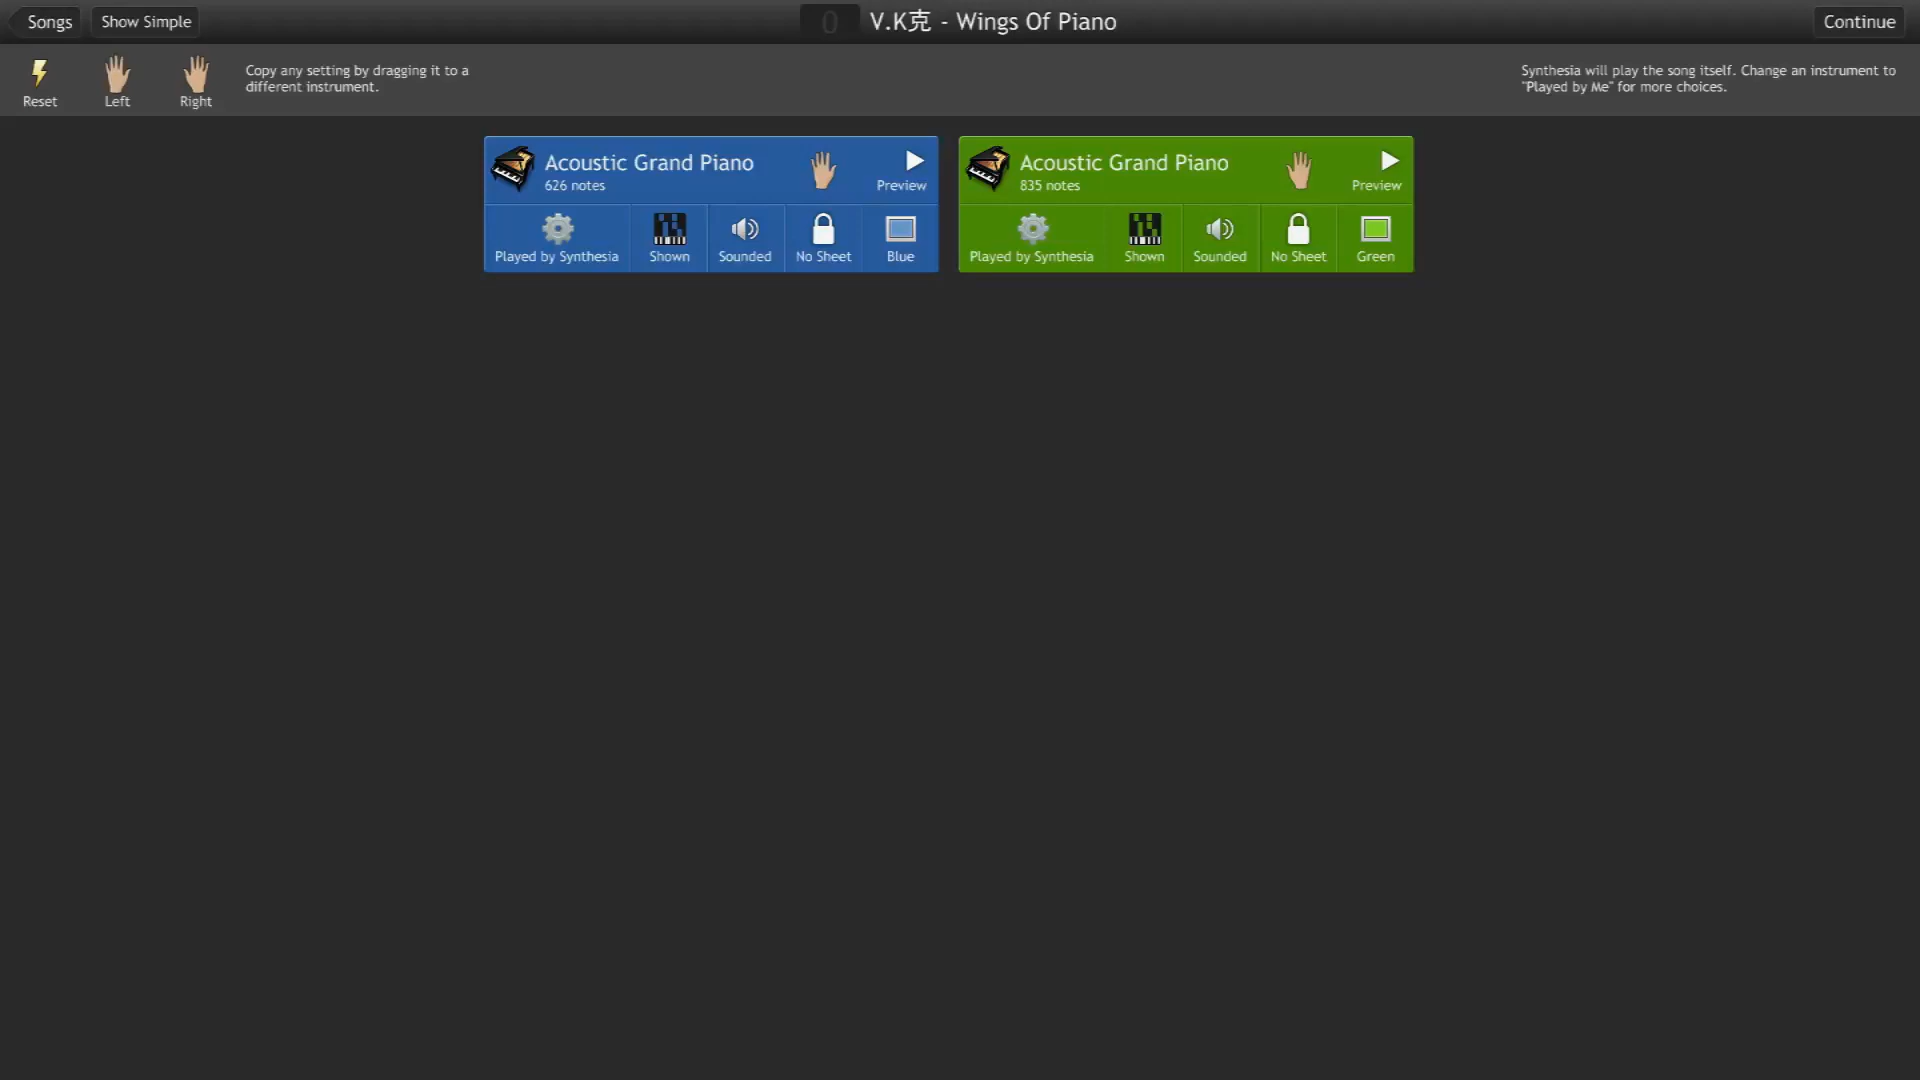 Songs
Show Simple
0
V.K克 - Wings Of Piano
Continue
Reset
Left
Right
Copy any setting by dragging it to a
different instrument.
Synthesia will play the song itself. Change an instrument to
"Played by Me" for more choices.
Acoustic Grand Piano
626 notes
Preview
Played by Synthesia
Shown
Sounded
No Sheet
Blue
Acoustic Grand Piano
835 notes
Preview
Played by Synthesia
Shown
Sounded
No Sheet
Green